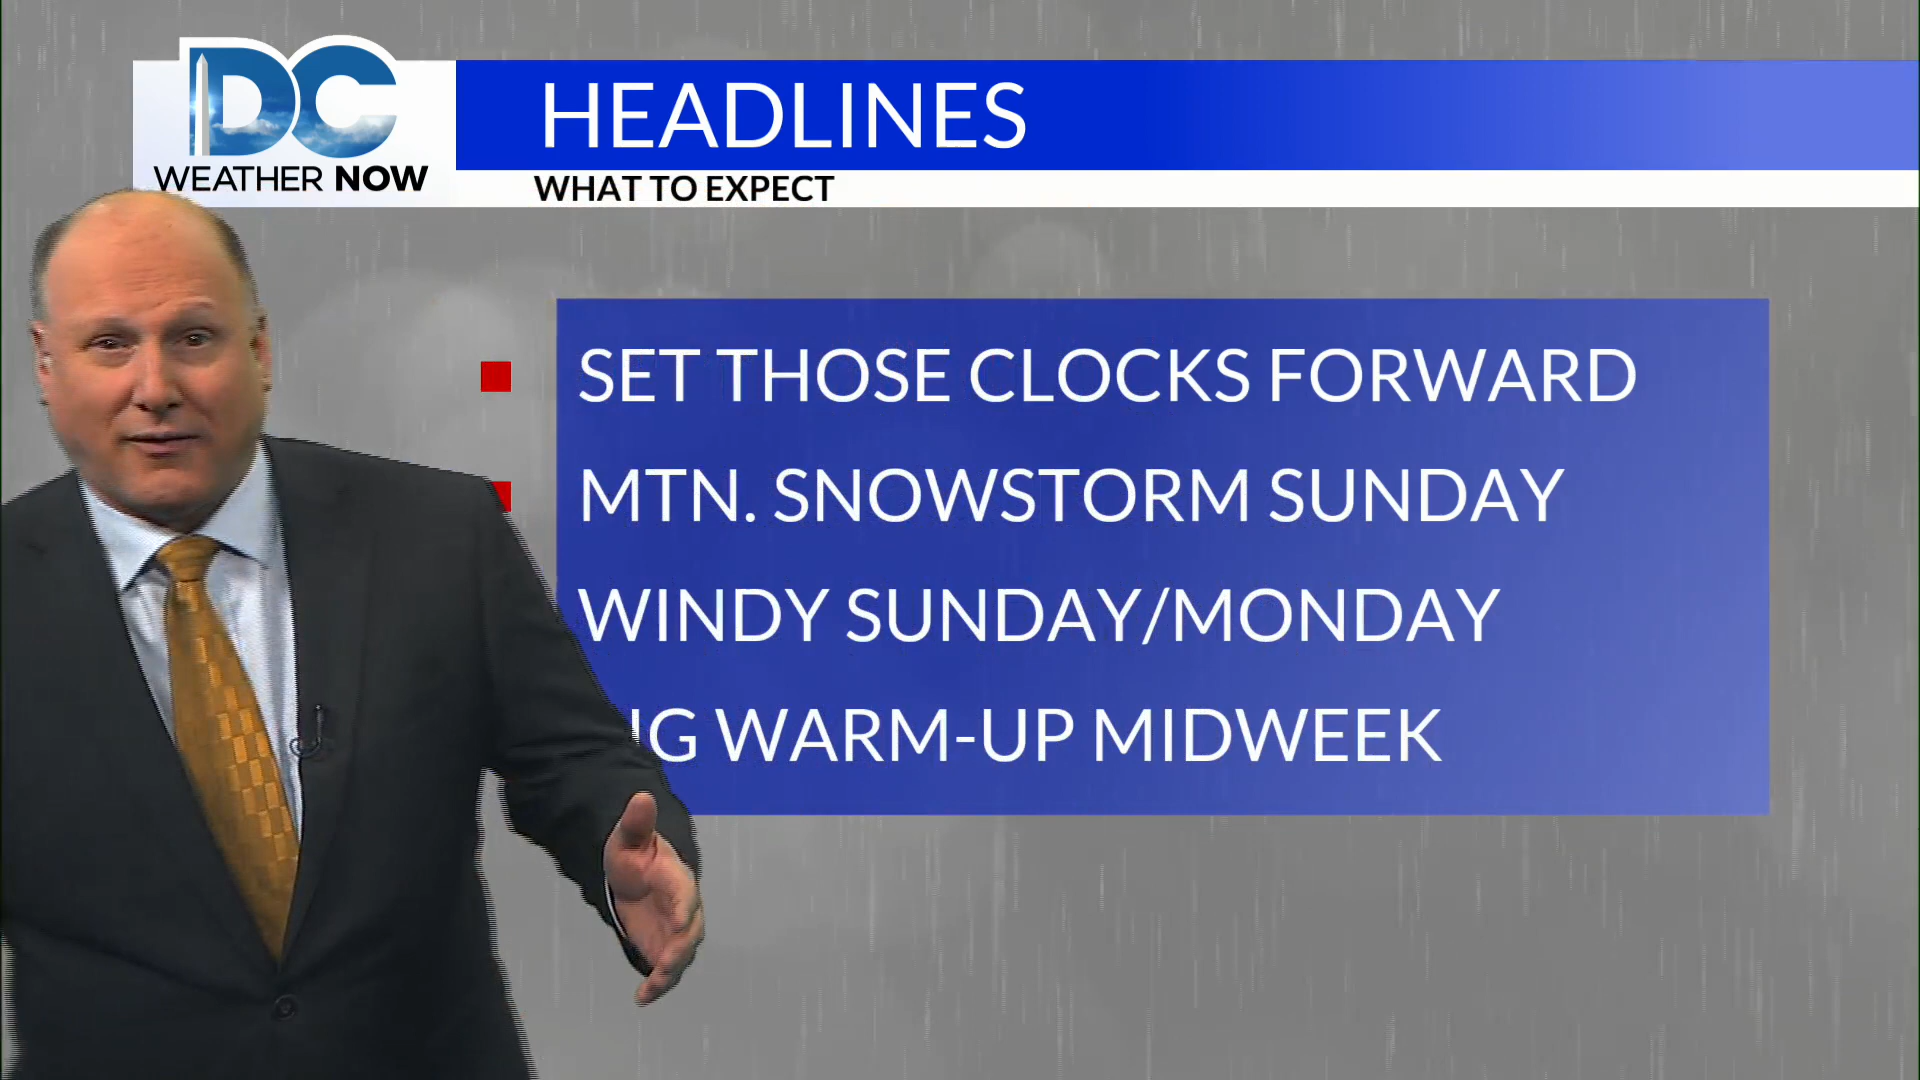 DC
WEATHER NOW
HEADLINES
WHAT TO EXPECT
SET THOSE CLOCKS FORWARD
MTN. SNOWSTORM SUNDAY
WINDY SUNDAY/MONDAY
WARM-UP MIDWEEK